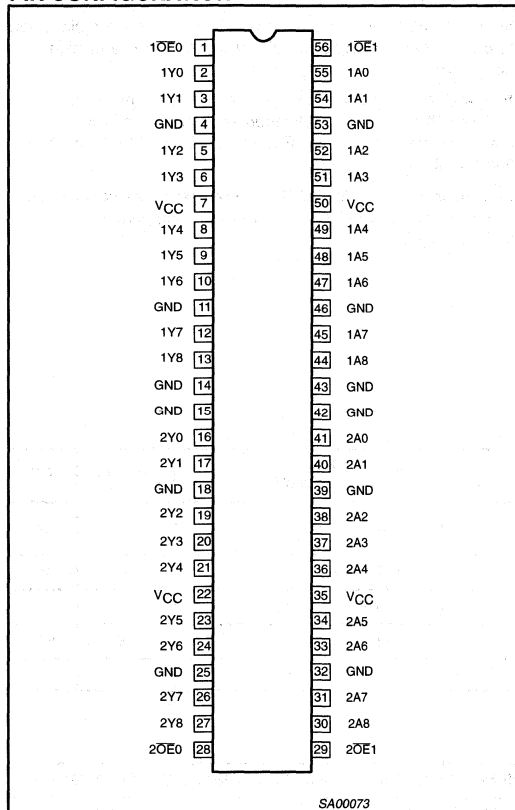 1OE0 1 56 1OE1
1Y0 2 55 1A0
1Y1 3 54 1A1
GND 4 53 GND
1Y2 5 52 1A2
1Y3 6 51 1A3
VCC 7 50 VCC
1Y4 8 49 1A4
1Y5 9 48 1A5
1Y6 10 47 1A6
GND 11 46 GND
1Y7 12 45 1A7
1Y8 13 44 1A8
GND 14 43 GND
GND 15 42 GND
2Y0 16 41 2A0
2Y1 17 40 2A1
GND 18 39 GND
2Y2 19 38 2A2
2Y3 20 37 2A3
2Y4 21 36 2A4
VCC 22 35 VCC
2Y5 23 34 2A5
2Y6 24 33 2A6
GND 25 32 GND
2Y7 26 31 2A7
2Y8 27 30 2A8
2OE0 28 29 2OE1
SA00073